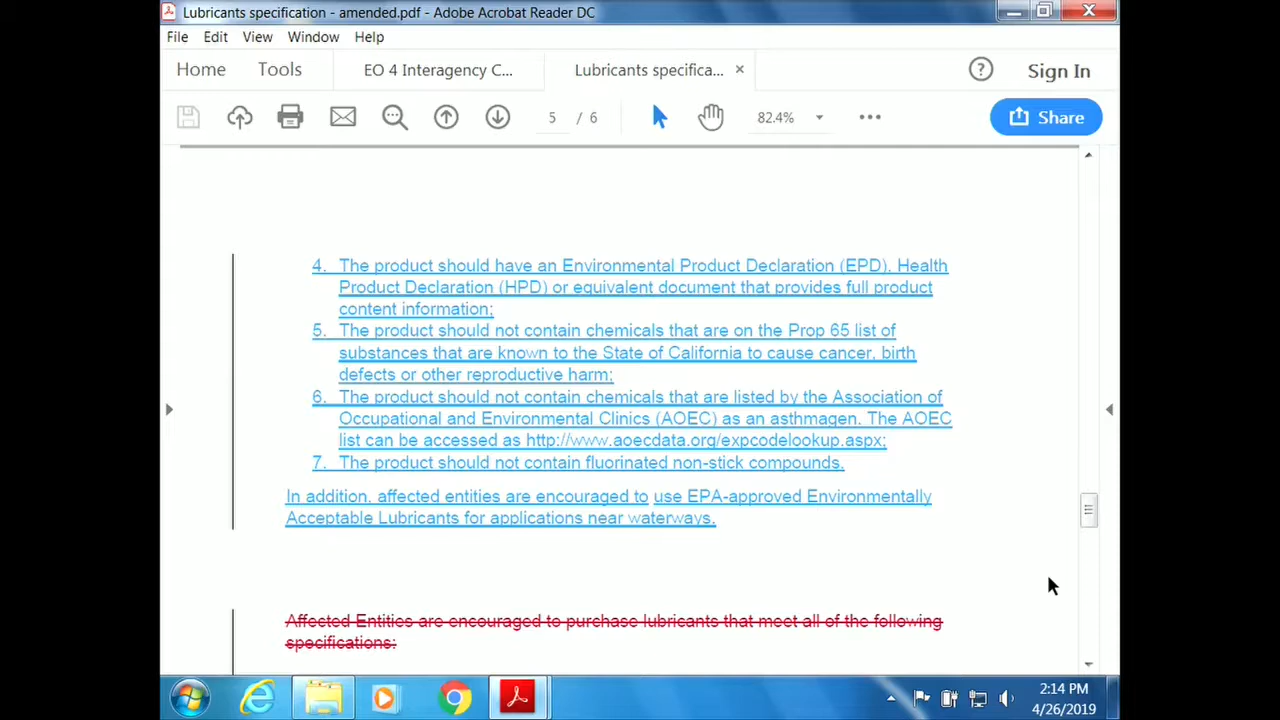 Lubricants specification - amended.pdf - Adobe Acrobat Reader DC
File Edit View Window Help
Home Tools EO 4 Interagency C... Lubricants specifica... ×
Sign In
5 / 6 82.4% Share
4. The product should have an Environmental Product Declaration (EPD), Health
Product Declaration (HPD) or equivalent document that provides full product
content information;
5. The product should not contain chemicals that are on the Prop 65 list of
substances that are known to the State of California to cause cancer, birth
defects or other reproductive harm;
6. The product should not contain chemicals that are listed by the Association of
Occupational and Environmental Clinics (AOEC) as an asthmagen. The AOEC
list can be accessed as http://www.aoecdata.org/expcodelookup.aspx;
7. The product should not contain fluorinated non-stick compounds.
In addition, affected entities are encouraged to use EPA-approved Environmentally
Acceptable Lubricants for applications near waterways.
Affected Entities are encouraged to purchase lubricants that meet all of the following
specifications:
2:14 PM
4/26/2019